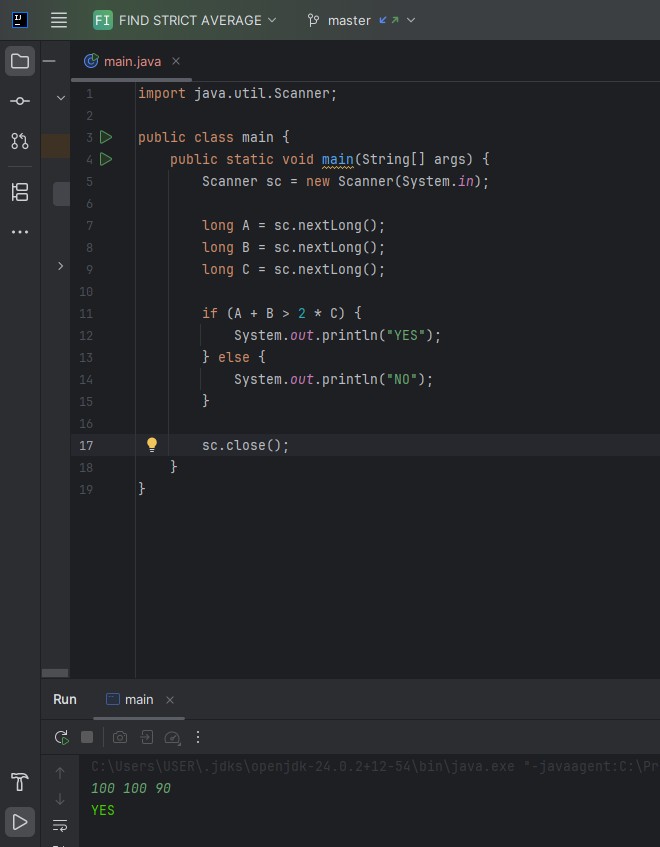 FI FIND STRICT AVERAGE master
main.java
1 import java.util.Scanner;
2
3 public class main {
4 public static void main(String[] args) {
5 Scanner sc = new Scanner(System.in);
6
7 long A = sc.nextLong();
8 long B = sc.nextLong();
9 long C = sc.nextLong();
10
11 if (A + B > 2 * C) {
12 System.out.println("YES");
13 } else {
14 System.out.println("NO");
15 }
16
17 sc.close();
18 }
19 }
Run main
C:\Users\USER\.jdks\openjdk-24.0.2+12-54\bin\java.exe "-javaagent:C:\Pr
100 100 90
YES